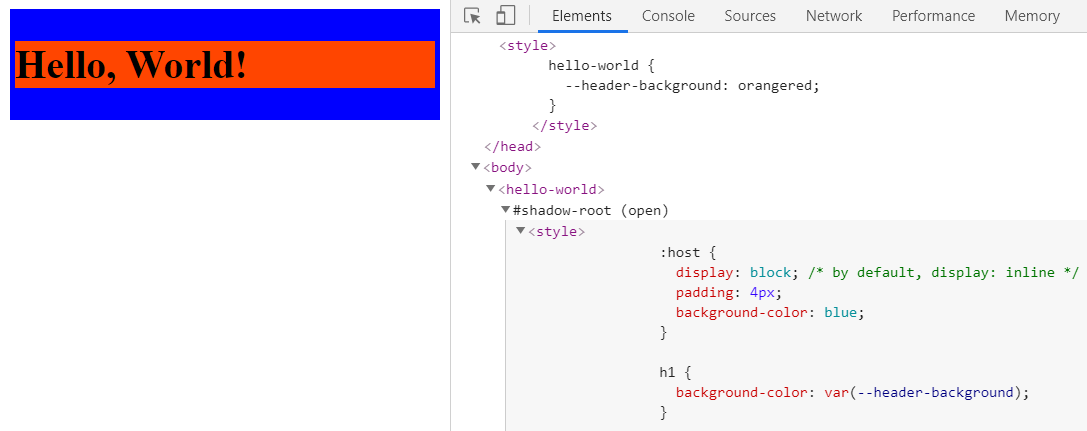 Hello, World!
Elements Console Sources Network Performance Memory
<style>
hello-world {
--header-background: orangered;
}
</style>
</head>
<body>
<hello-world>
#shadow-root (open)
<style>
:host {
display: block; /* by default, display: inline */
padding: 4px;
background-color: blue;
}
h1 {
background-color: var(--header-background);
}